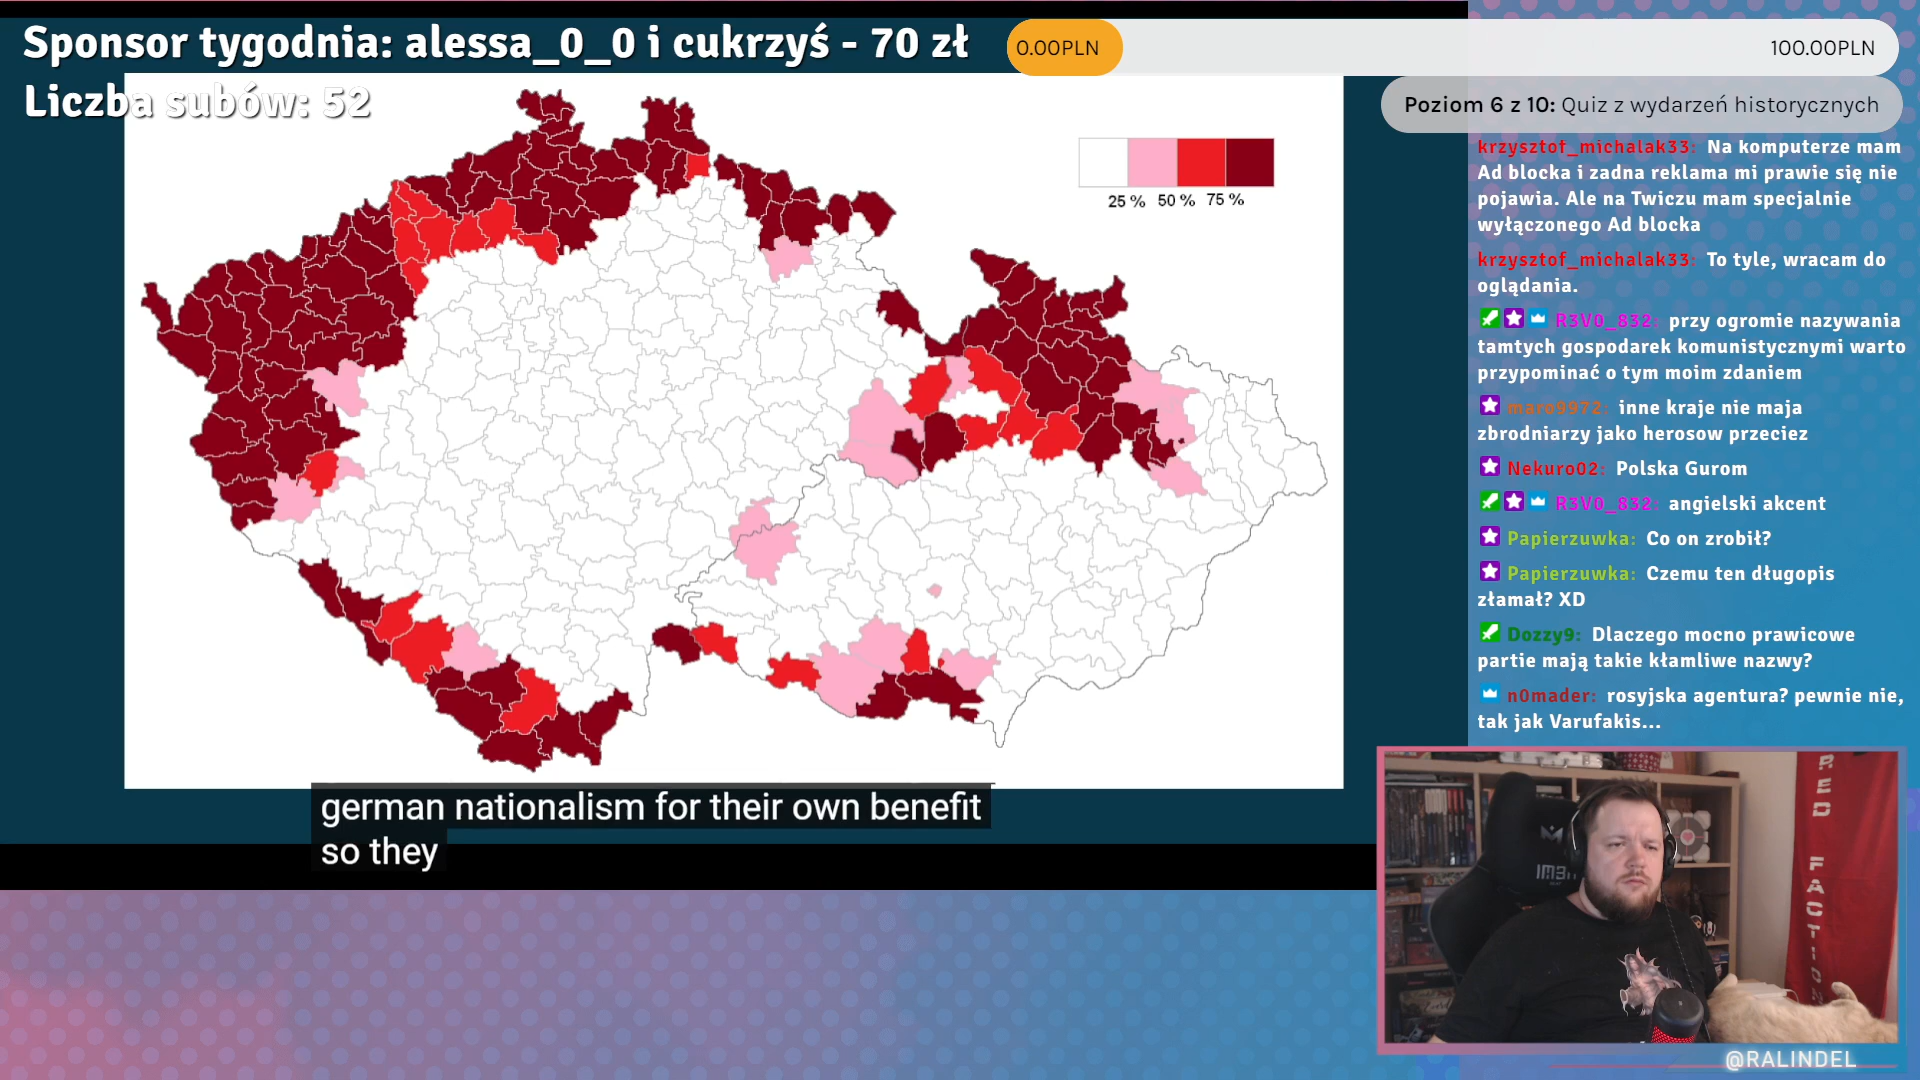 Sponsor tygodnia: alessa_0_0 i cukrzyś - 70 zł
Liczba subów: 52
0.00PLN
100.00PLN
Poziom 6 z 10: Quiz z wydarzeń historycznych
25 % 50 % 75 %
krzysztof_michalak33: Na komputerze mam
Ad blocka i zadna reklama mi prawie się nie
pojawia. Ale na Twiczu mam specjalnie
wyłączonego Ad blocka
krzysztof_michalak33: To tyle, wracam do
oglądania.
R3V0_832: przy ogromie nazywania
tamtych gospodarek komunistycznymi warto
przypominać o tym moim zdaniem
maro9972: inne kraje nie maja
zbrodniarzy jako herosow przeciez
Nekuro02: Polska Gurom
R3V0_832: angielski akcent
Papierzuwka: Co on zrobił?
Papierzuwka: Czemu ten długopis
złamał? XD
Dozzy9: Dlaczego mocno prawicowe
partie mają takie kłamliwe nazwy?
n0mader: rosyjska agentura? pewnie nie,
tak jak Varufakis...
german nationalism for their own benefit
so they
RED FACTION
@RALINDEL